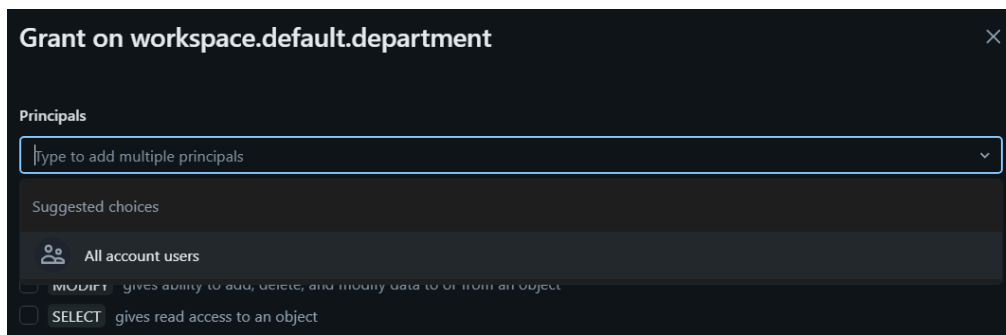 Grant on workspace.default.department
Principals
Type to add multiple principals
Suggested choices
All account users
MODIFY gives ability to add, delete, and modify data to or from an object
SELECT gives read access to an object